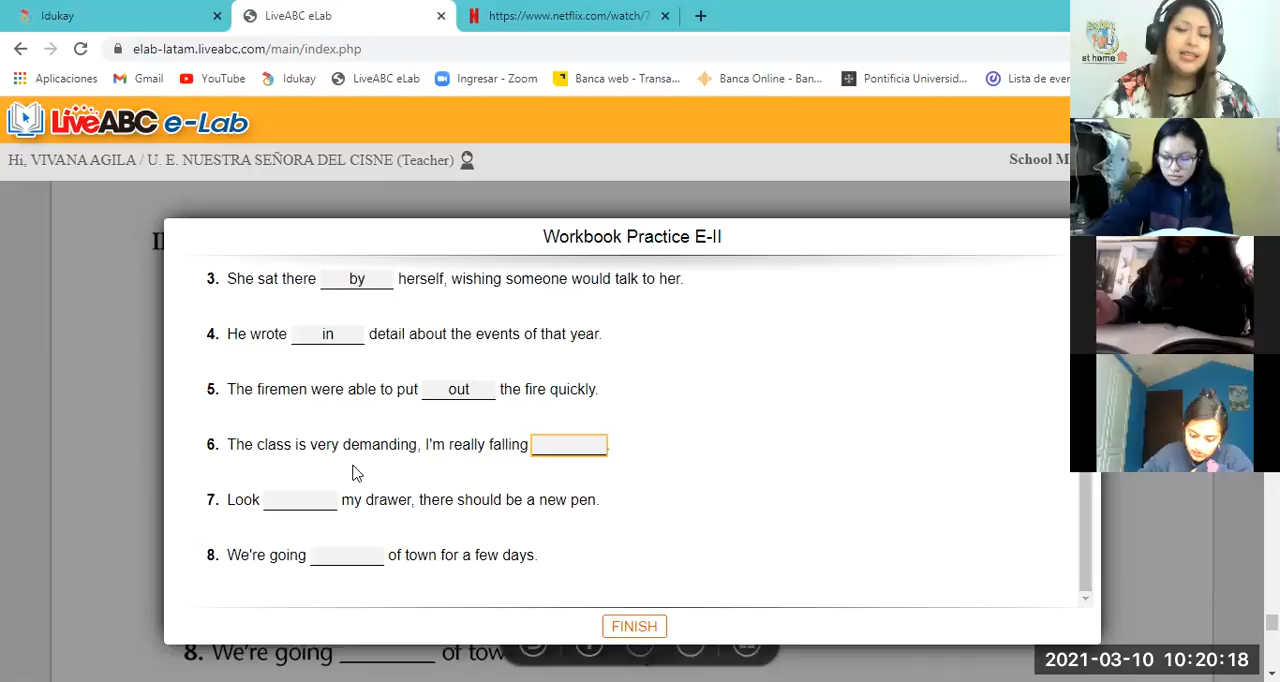 Idukay
LiveABC eLab
https://www.netflix.com/watch/7
elab-latam.liveabc.com/main/index.php
Aplicaciones
Gmail
YouTube
Idukay
LiveABC eLab
Ingresar - Zoom
Banca web - Transa...
Banca Online - Ban...
Pontificia Universid...
Lista de ever
at home
LiveABC e-Lab
Hi, VIVANA AGILA / U. E. NUESTRA SEÑORA DEL CISNE (Teacher)
School M
Workbook Practice E-II
3. She sat there by herself, wishing someone would talk to her.
4. He wrote in detail about the events of that year.
5. The firemen were able to put out the fire quickly.
6. The class is very demanding, I'm really falling .
7. Look my drawer, there should be a new pen.
8. We're going of town for a few days.
FINISH
8. We're going of tow
2021-03-10 10:20:18